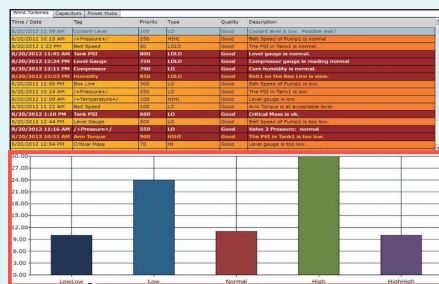 Wind Turbines Capacitors Power Hubs
Time / Date Tag Priority Type Quality Description
8/20/2012 11:09 AM Coolant Level 100 LO Good Coolant level is low. Possible leak?
8/20/2012 10:15 AM /+Pressure+/ 250 HIHI Good Belt Speed of Pump1 is normal
8/20/2012 1:23 PM Belt Speed 50 LOLO Good The PSI in Tank1 is normal.
8/20/2012 11:45 AM Tank PSI 800 LOLO Good Level gauge is normal.
8/20/2012 12:24 PM Level Gauge 750 LOLO Good Compressor gauge is reading normal
8/20/2012 12:11 PM Compressor 700 LO Good Core humidity is normal.
8/20/2012 12:52 PM Humidity 850 LOLO Good Belt1 on the Box Line is slow.
8/20/2012 12:06 PM Box Line 300 LO Good Belt Speed of Pump1 is low.
8/20/2012 10:24 AM /+Pressure+/ 250 LO Good The PSI in Tank1 is low.
8/20/2012 11:09 AM /+Temperature+/ 100 HIHI Good Level gauge is low.
8/20/2012 11:22 AM Belt Speed 100 LO Good Arm Torque is at acceptable level.
8/20/2012 1:10 PM Tank PSI 600 LO Good Critical Mass is ok.
8/20/2012 12:44 PM Level Gauge 500 LO Good Belt Speed of Pump1 is too low.
8/20/2012 11:16 AM /+Pressure+/ 550 LO Good Valve 3 Pressure: normal
8/20/2012 10:51 AM Arm Torque 900 HIHI Good The PSI in Tank1 is too low.
8/20/2012 12:04 PM Critical Mass 70 HI Good Level gauge is too low.
30.00
27.00
24.00
21.00
18.00
15.00
12.00
9.00
6.00
3.00
0.00
LowLow Low Normal High HighHigh